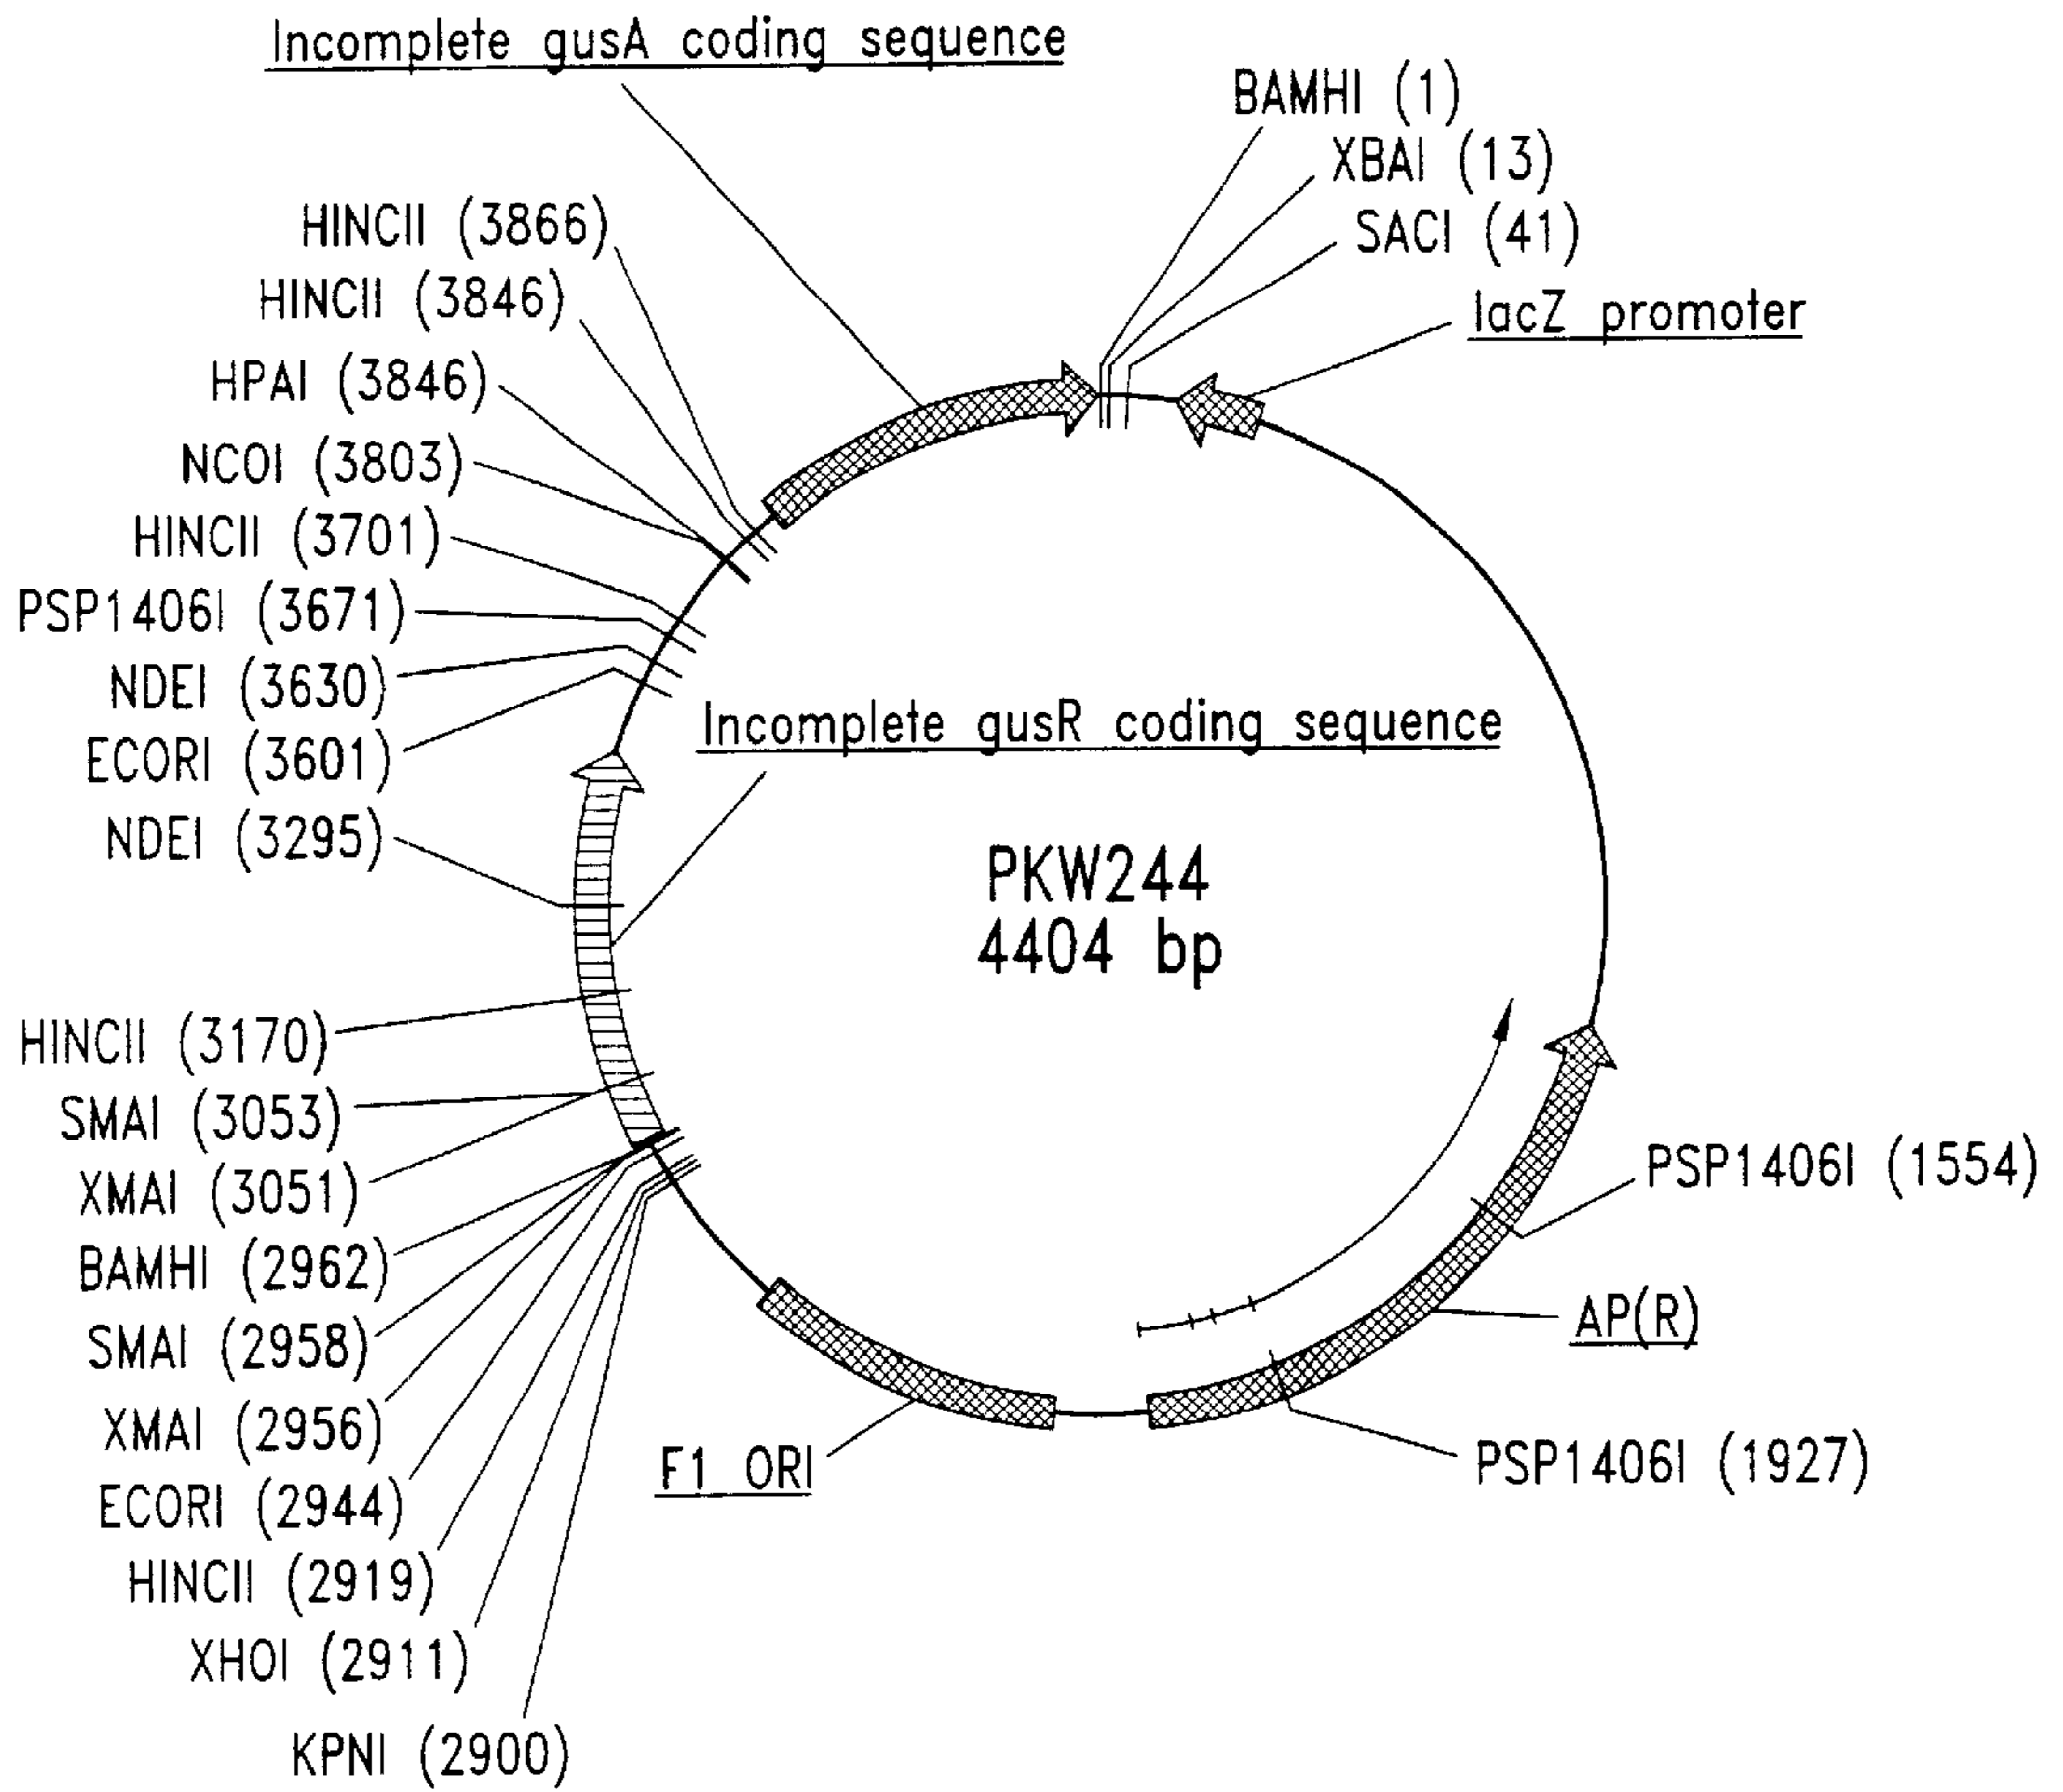 Incomplete gusA coding sequence
BAMHI (1)
XBAI (13)
SACI (41)
lacZ promoter
HINCII (3866)
HINCII (3846)
HPAI (3846)
NCOI (3803)
HINCII (3701)
PSP1406I (3671)
NDEI (3630)
ECORI (3601)
NDEI (3295)
Incomplete gusR coding sequence
PKW244
4404 bp
HINCII (3170)
SMAI (3053)
XMAI (3051)
BAMHI (2962)
SMAI (2958)
XMAI (2956)
ECORI (2944)
HINCII (2919)
XHOI (2911)
KPNI (2900)
F1 ORI
PSP1406I (1554)
AP(R)
PSP1406I (1927)